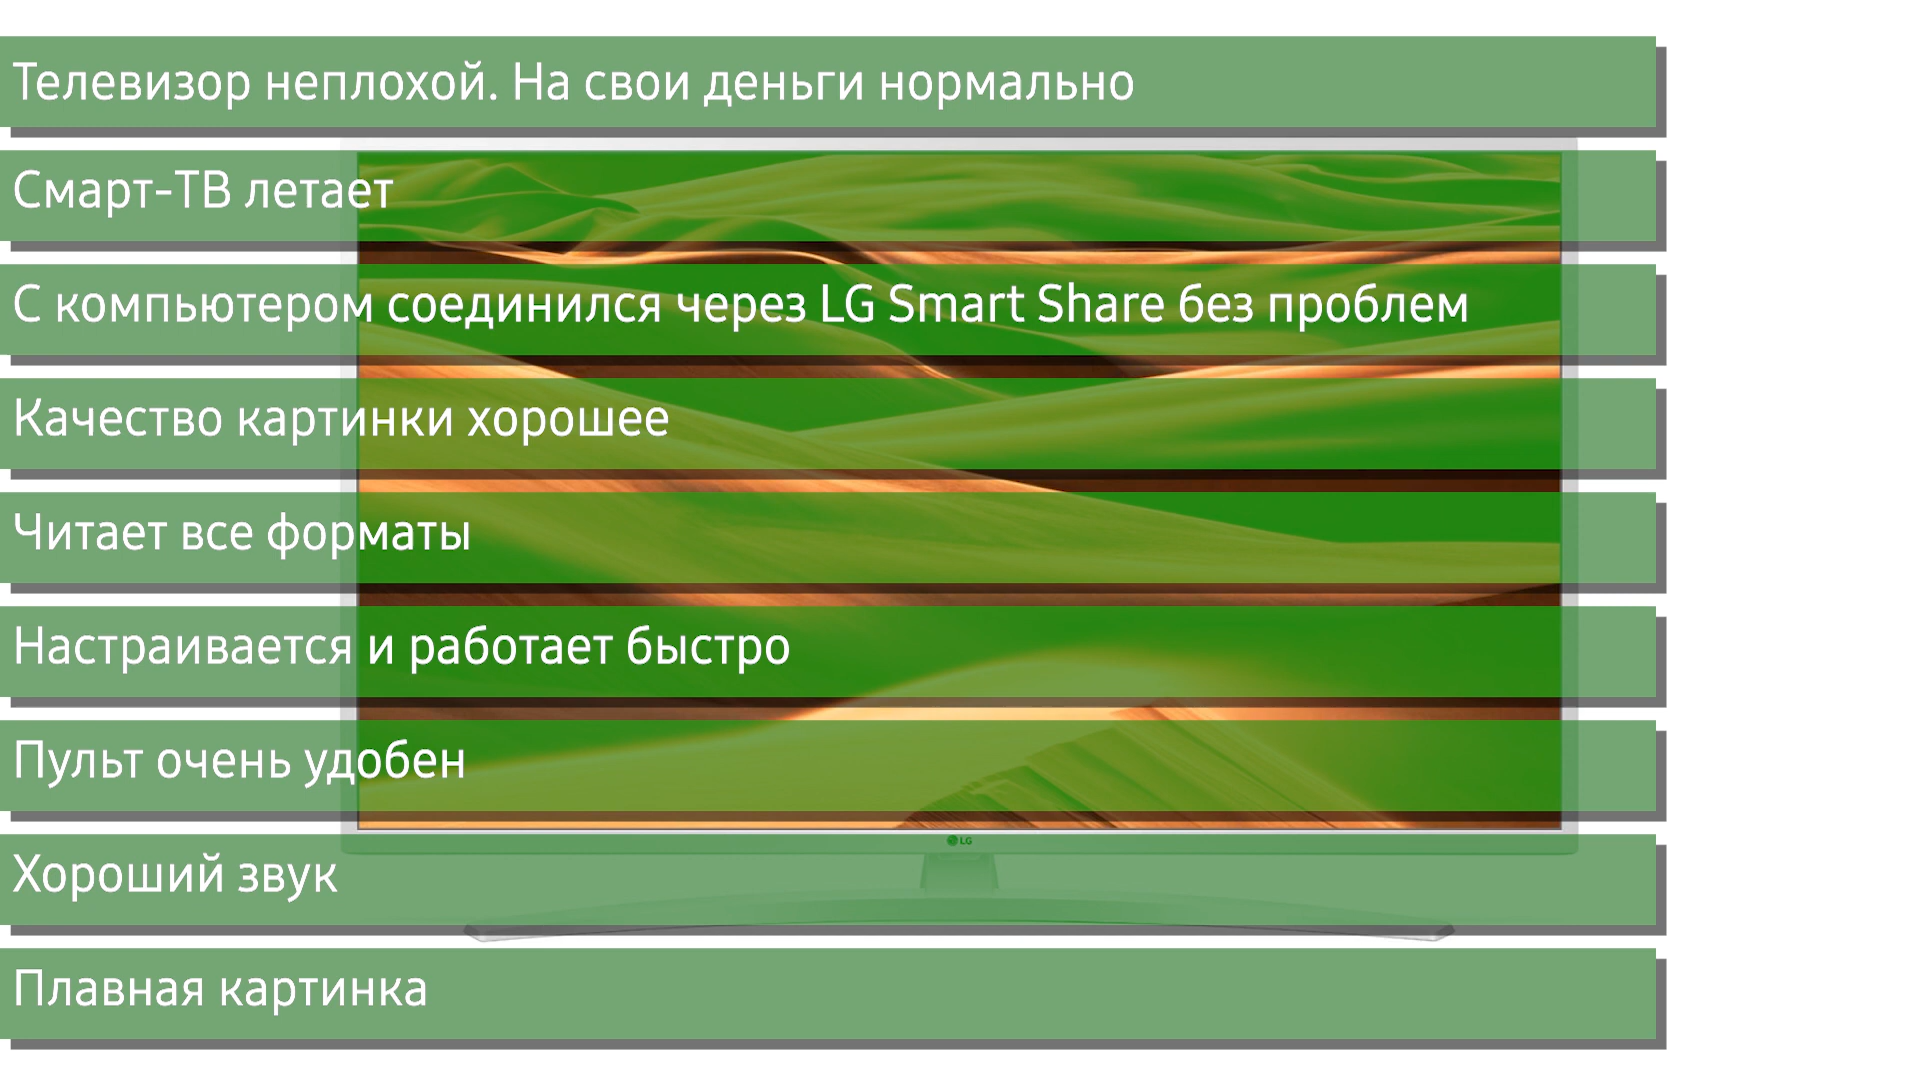 Телевизор неплохой. На свои деньги нормально
Смарт-ТВ летает
С компьютером соединился через LG Smart Share без проблем
Качество картинки хорошее
Читает все форматы
Настраивается и работает быстро
Пульт очень удобен
LG
Хороший звук
Плавная картинка